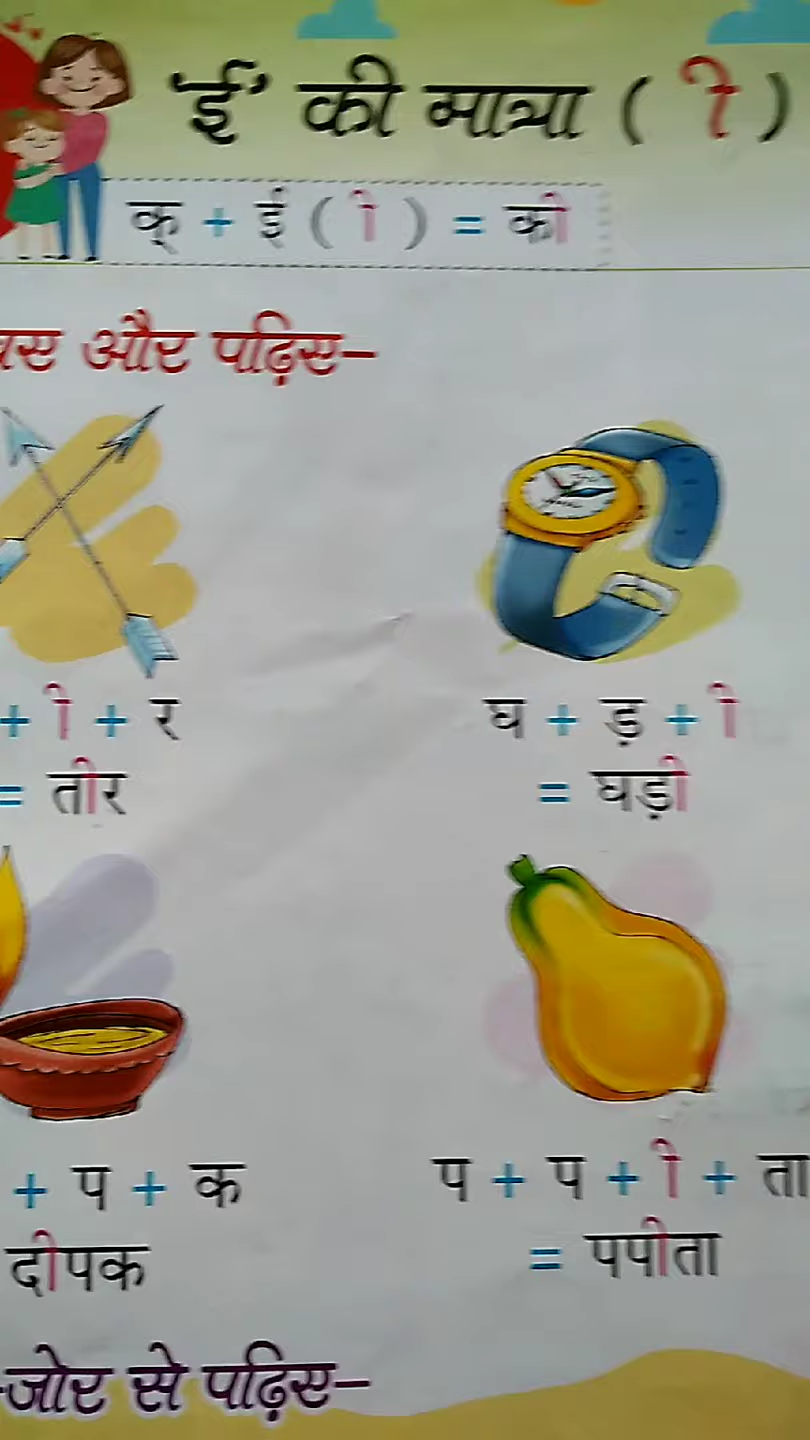 'ई' की मात्रा ( ी )
क् + ई ( ी ) = की
और पढ़िए–
+ ी + र
= तीर
घ + ड़ + ी
= घड़ी
+ प + क
दीपक
प + प + ी + ता
= पपीता
-जोर से पढ़िए–